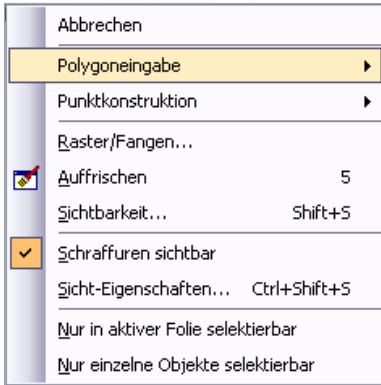 Abbrechen
Polygoneingabe
Punktkonstruktion
Raster/Fangen...
Auffrischen 5
Sichtbarkeit... Shift+S
Schraffuren sichtbar
Sicht-Eigenschaften... Ctrl+Shift+S
Nur in aktiver Folie selektierbar
Nur einzelne Objekte selektierbar